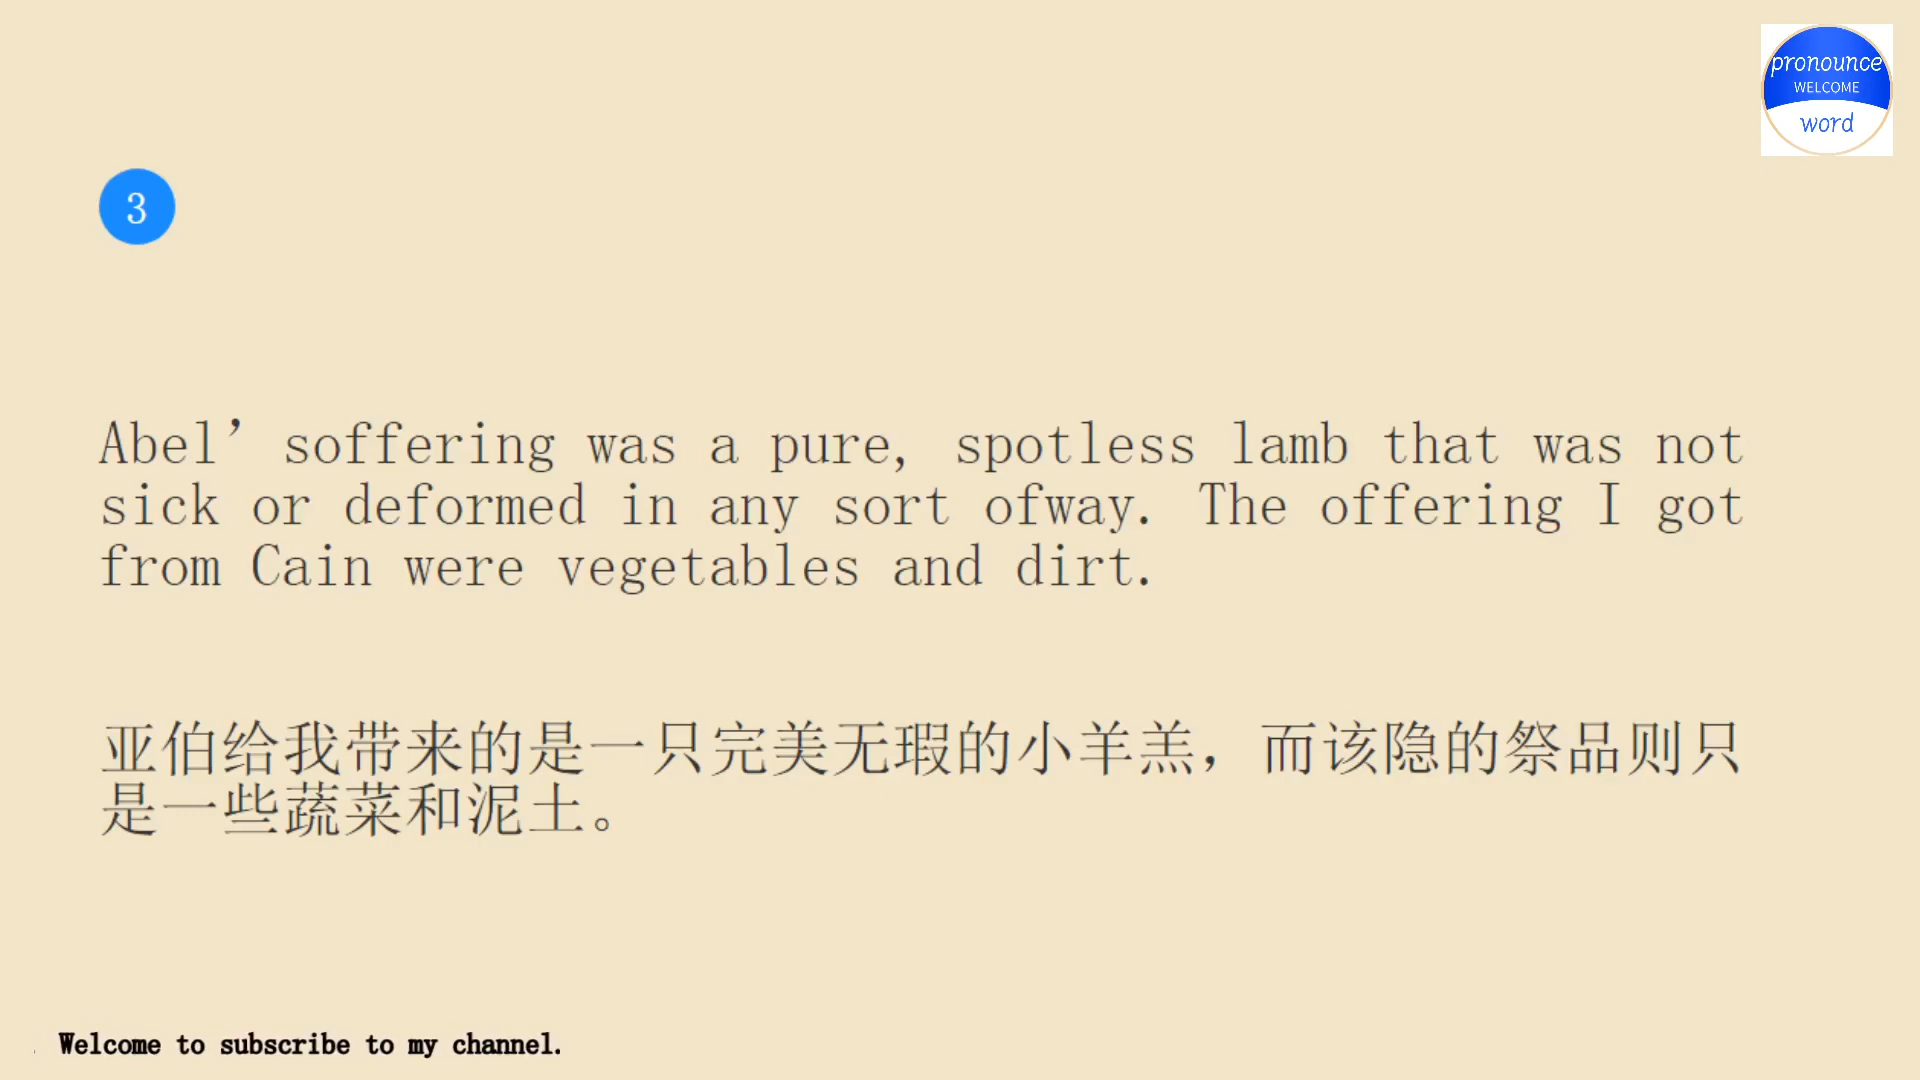 pronounce
WELCOME
word
3
Abel’ soffering was a pure, spotless lamb that was not
sick or deformed in any sort ofway. The offering I got
from Cain were vegetables and dirt.
亚伯给我带来的是一只完美无瑕的小羊羔，而该隐的祭品则只
是一些蔬菜和泥土。
Welcome to subscribe to my channel.